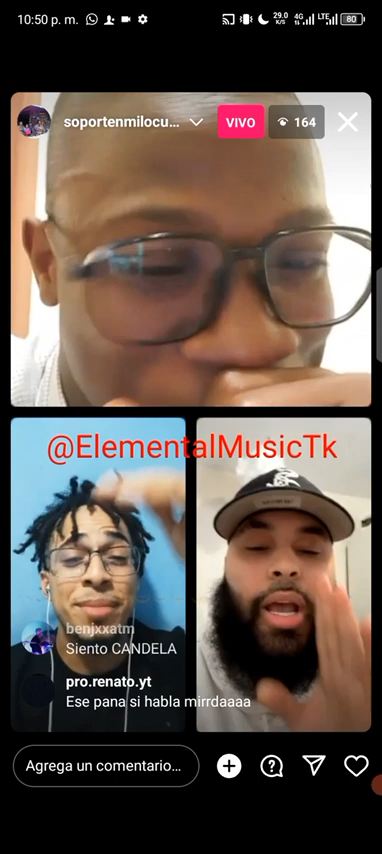 10:50 p. m.
29.0
K/S
4G
LTE
80
soportenmilocu...
VIVO
164
@ElementalMusicTk
benjxxatm
Siento CANDELA
pro.renato.yt
Ese pana si habla mirrdaaaa
Agrega un comentario...